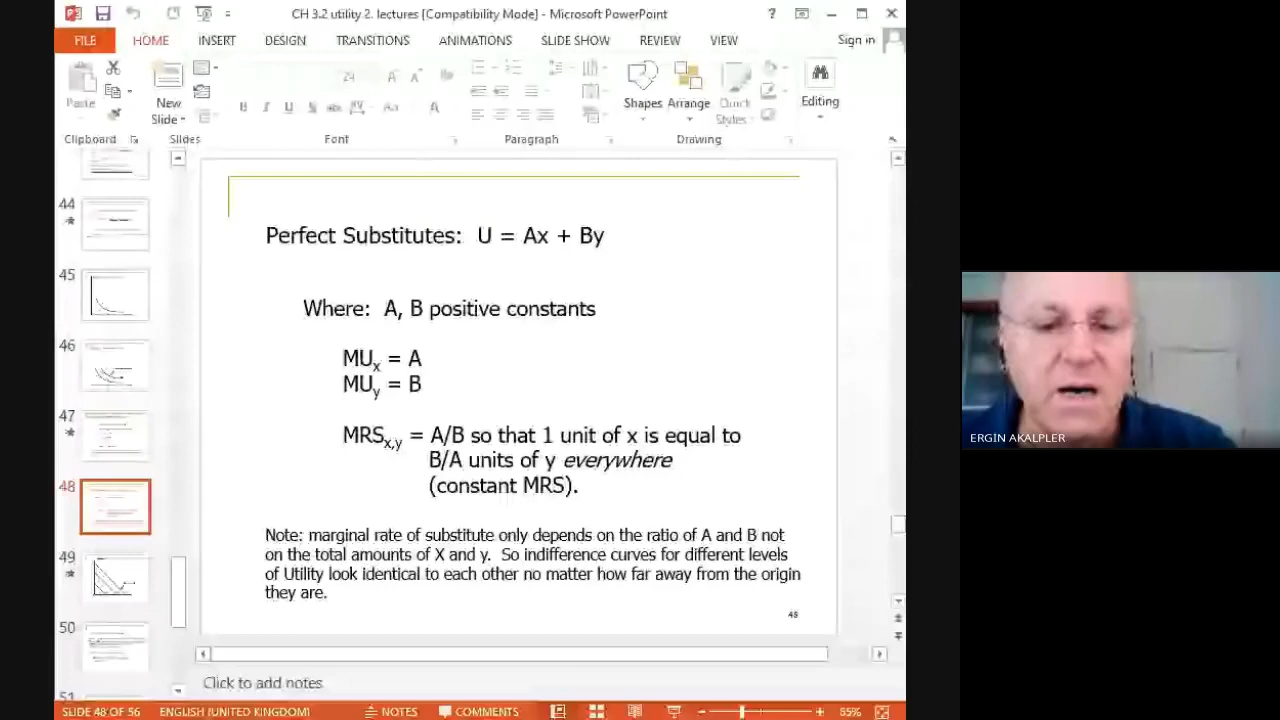 CH 3.2 utility 2. lectures [Compatibility Mode] - Microsoft PowerPoint
FILE HOME INSERT DESIGN TRANSITIONS ANIMATIONS SLIDE SHOW REVIEW VIEW Sign in
Paste New Slide Shapes Arrange Quick Styles Editing
24
Clipboard Slides Font Paragraph Drawing
44
45
46
47
48
49
50
51
Perfect Substitutes: U = Ax + By
Where: A, B positive constants
MUx = A
MUy = B
MRSx,y = A/B so that 1 unit of x is equal to
B/A units of y everywhere
(constant MRS).
Note: marginal rate of substitute only depends on the ratio of A and B not
on the total amounts of X and y. So indifference curves for different levels
of Utility look identical to each other no matter how far away from the origin
they are.
48
Click to add notes
SLIDE 48 OF 56 ENGLISH (UNITED KINGDOM) NOTES COMMENTS 55%
ERGIN AKALPLER